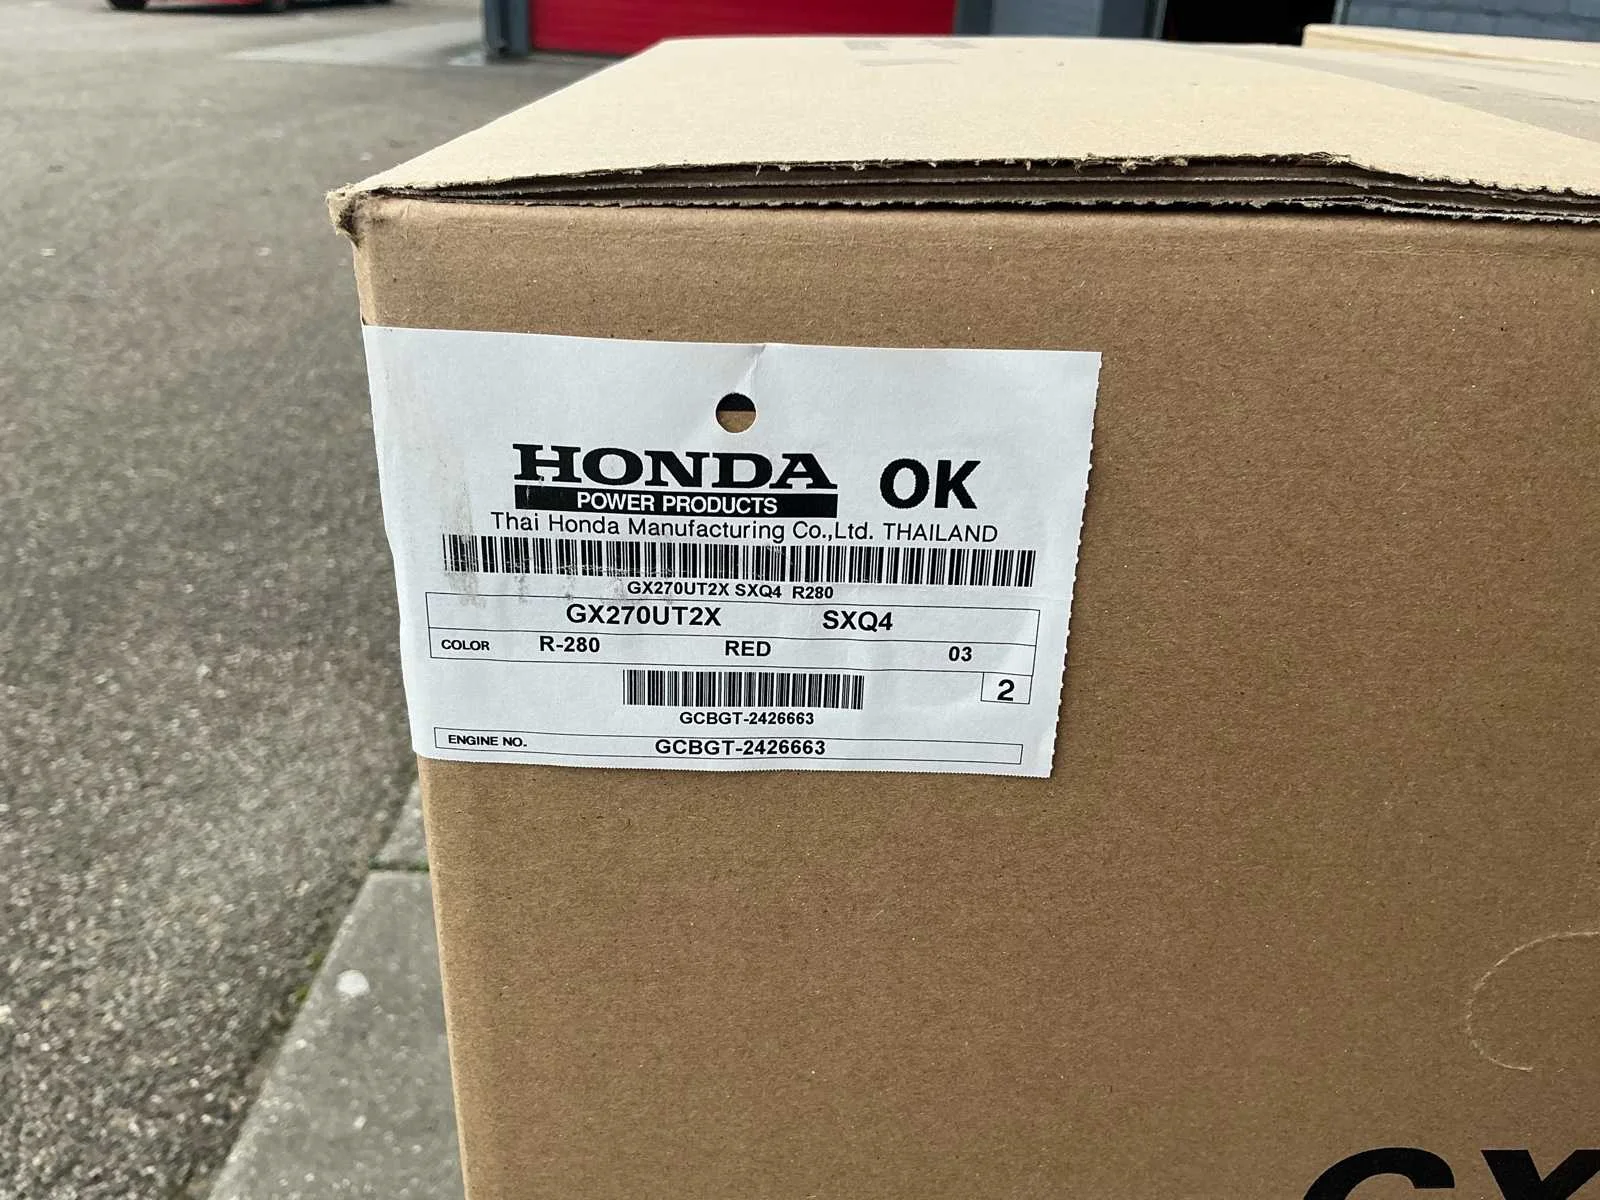 HONDA OK
POWER PRODUCTS
Thai Honda Manufacturing Co.,Ltd. THAILAND
GX270UT2X SXQ4 R280
GX270UT2X SXQ4
COLOR R-280 RED 03
2
GCBGT-2426663
ENGINE NO. GCBGT-2426663
GX